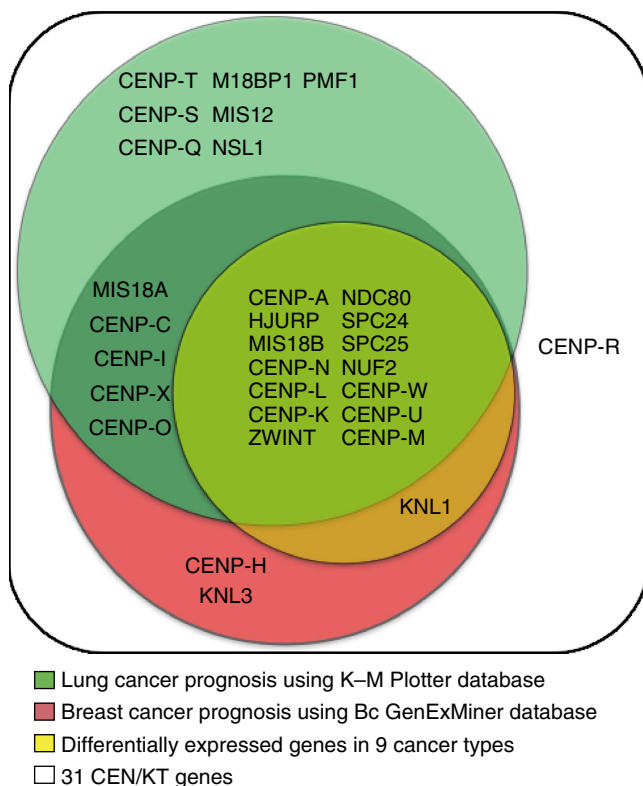 CENP-T M18BP1 PMF1
CENP-S MIS12
CENP-Q NSL1
MIS18A
CENP-C
CENP-I
CENP-X
CENP-O
CENP-A NDC80
HJURP SPC24
MIS18B SPC25
CENP-N NUF2
CENP-L CENP-W
CENP-K CENP-U
ZWINT CENP-M
CENP-R
KNL1
CENP-H
KNL3
Lung cancer prognosis using K–M Plotter database
Breast cancer prognosis using Bc GenExMiner database
Differentially expressed genes in 9 cancer types
31 CEN/KT genes